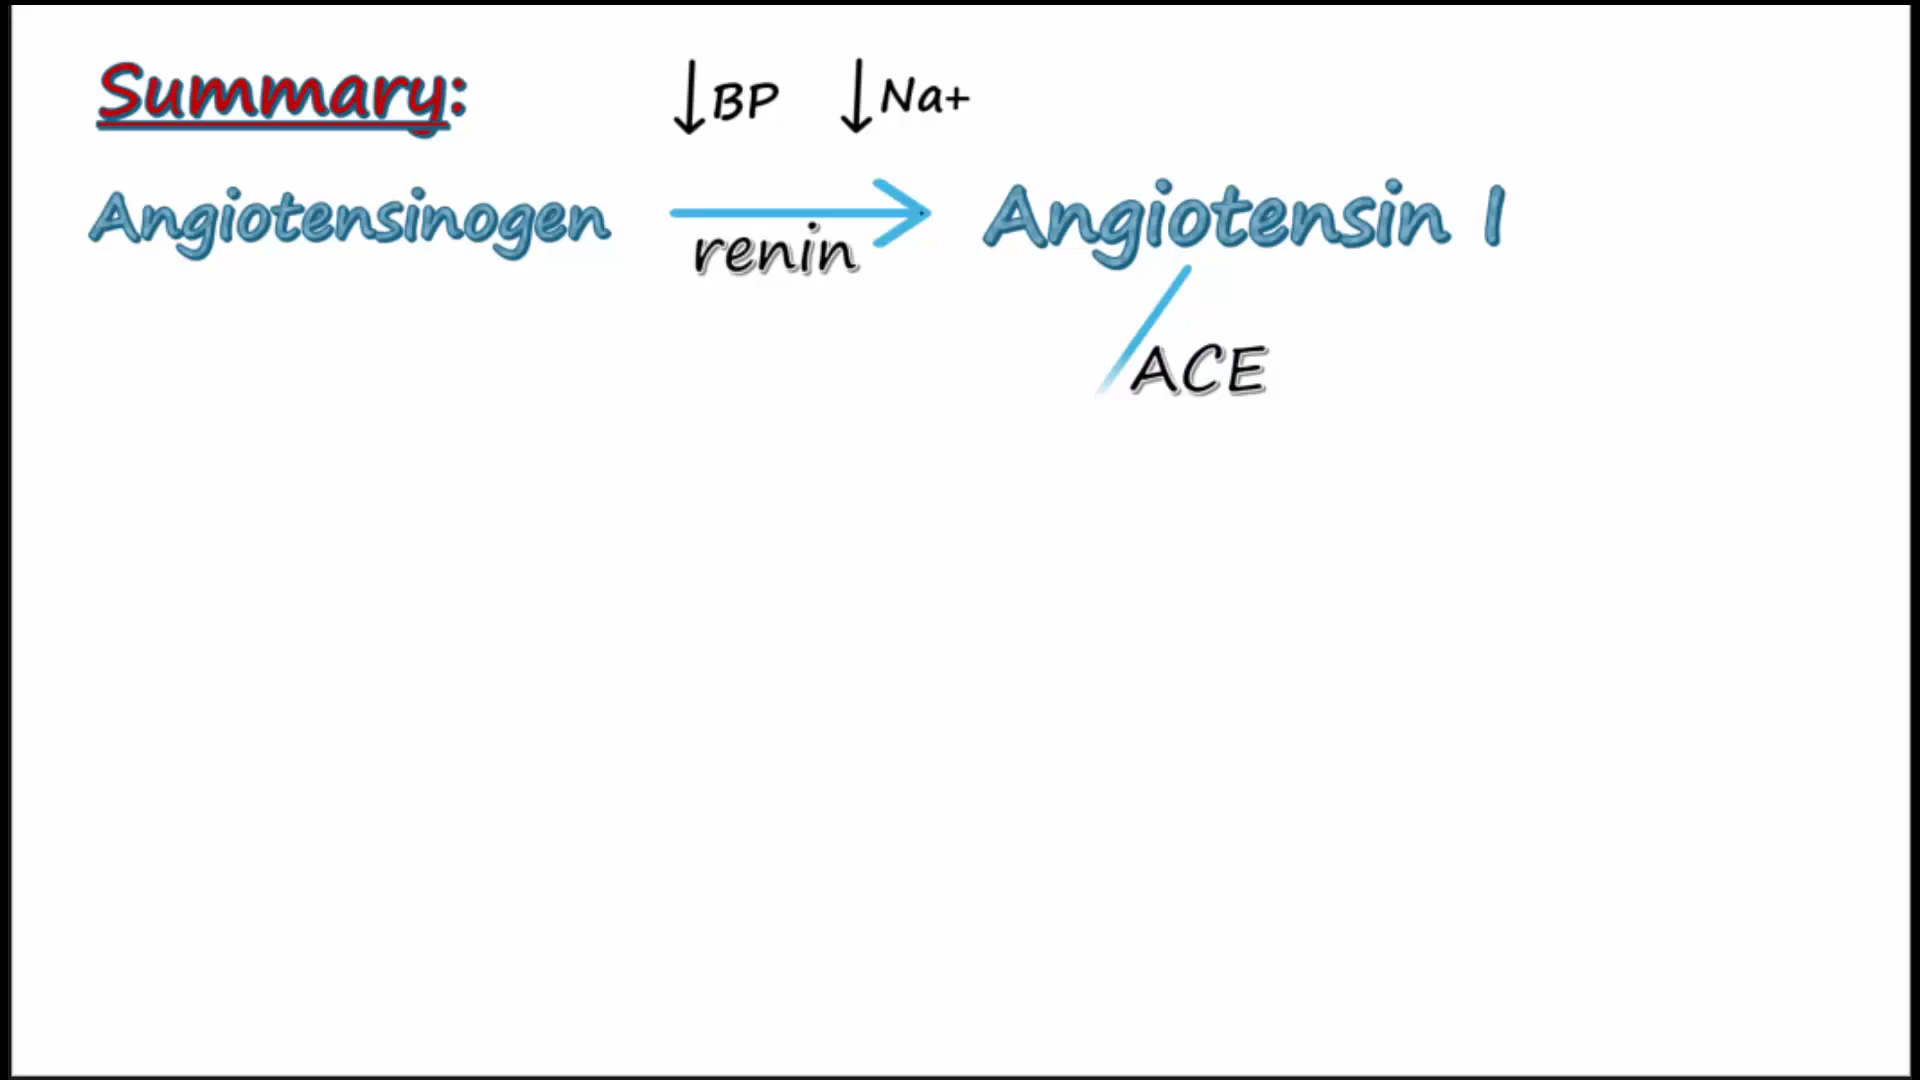 Summary:
↓BP ↓Na+
Angiotensinogen
renin
Angiotensin I
ACE